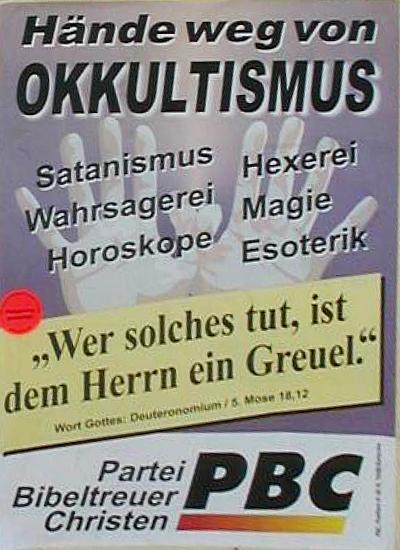 Hände weg von
OKKULTISMUS
Satanismus
Wahrsagerei
Horoskope
Hexerei
Magie
Esoterik
„Wer solches tut, ist
dem Herrn ein Greuel.“
Wort Gottes: Deuteronomium / 5. Mose 18,12
Partei
Bibeltreuer
Christen
PBC